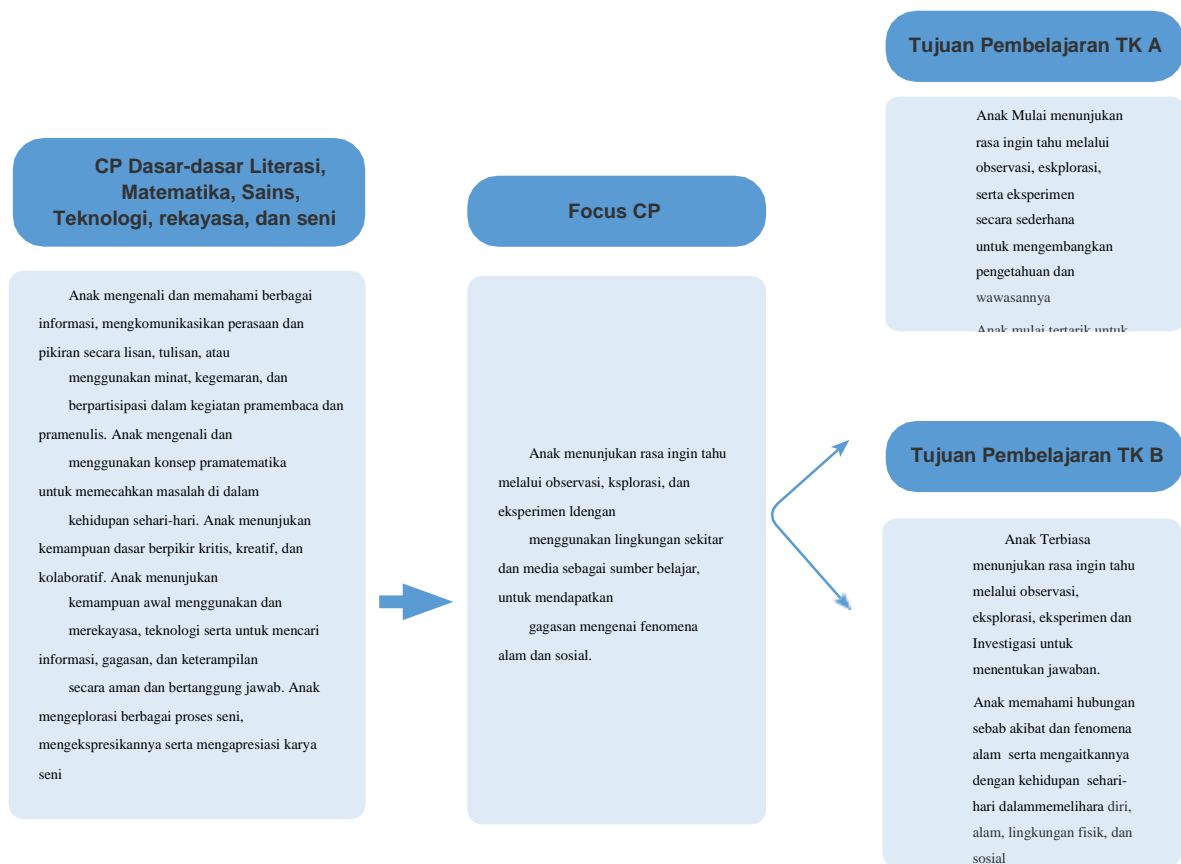 CP Dasar-dasar Literasi,
Matematika, Sains,
Teknologi, rekayasa, dan seni
Anak mengenali dan memahami berbagai
informasi, mengkomunikasikan perasaan dan
pikiran secara lisan, tulisan, atau
menggunakan minat, kegemaran, dan
berpartisipasi dalam kegiatan pramembaca dan
pramenulis. Anak mengenali dan
menggunakan konsep pramatematika
untuk memecahkan masalah di dalam
kehidupan sehari-hari. Anak menunjukan
kemampuan dasar berpikir kritis, kreatif, dan
kolaboratif. Anak menunjukan
kemampuan awal menggunakan dan
merekayasa, teknologi serta untuk mencari
informasi, gagasan, dan keterampilan
secara aman dan bertanggung jawab. Anak
mengeplorasi berbagai proses seni,
mengekspresikannya serta mengapresiasi karya
seni
Focus CP
Anak menunjukan rasa ingin tahu
melalui observasi, ksplorasi, dan
eksperimen ldengan
menggunakan lingkungan sekitar
dan media sebagai sumber belajar,
untuk mendapatkan
gagasan mengenai fenomena
alam dan sosial.
Tujuan Pembelajaran TK A
Anak Mulai menunjukan
rasa ingin tahu melalui
observasi, eskplorasi,
serta eksperimen
secara sederhana
untuk mengembangkan
pengetahuan dan
wawasannya
Anak mulai tertarik untuk
Tujuan Pembelajaran TK B
Anak Terbiasa
menunjukan rasa ingin tahu
melalui observasi,
eksplorasi, eksperimen dan
Investigasi untuk
menentukan jawaban.
Anak memahami hubungan
sebab akibat dan fenomena
alam serta mengaitkannya
dengan kehidupan sehari-
hari dalammemelihara diri,
alam, lingkungan fisik, dan
sosial